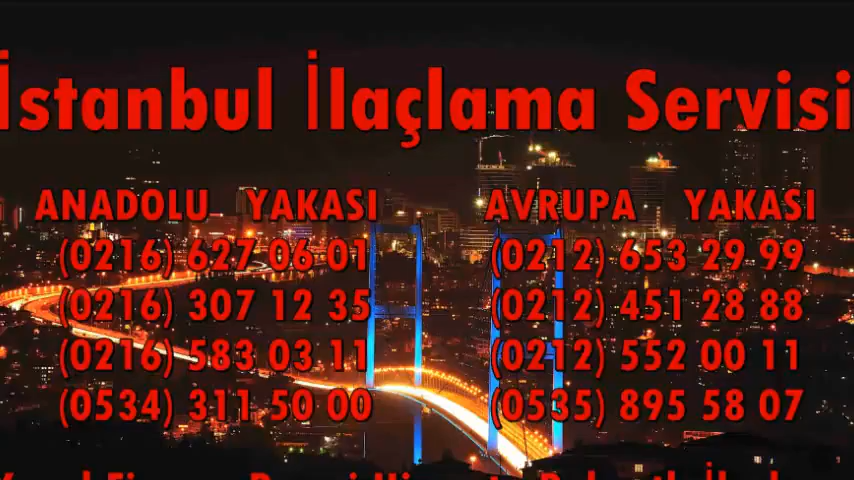 İstanbul İlaçlama Servisi
ANADOLU YAKASI
(0216) 627 06 01
(0216) 307 12 35
(0216) 583 03 11
(0534) 311 50 00
AVRUPA YAKASI
(0212) 653 29 99
(0212) 451 28 88
(0212) 552 00 11
(0535) 895 58 07